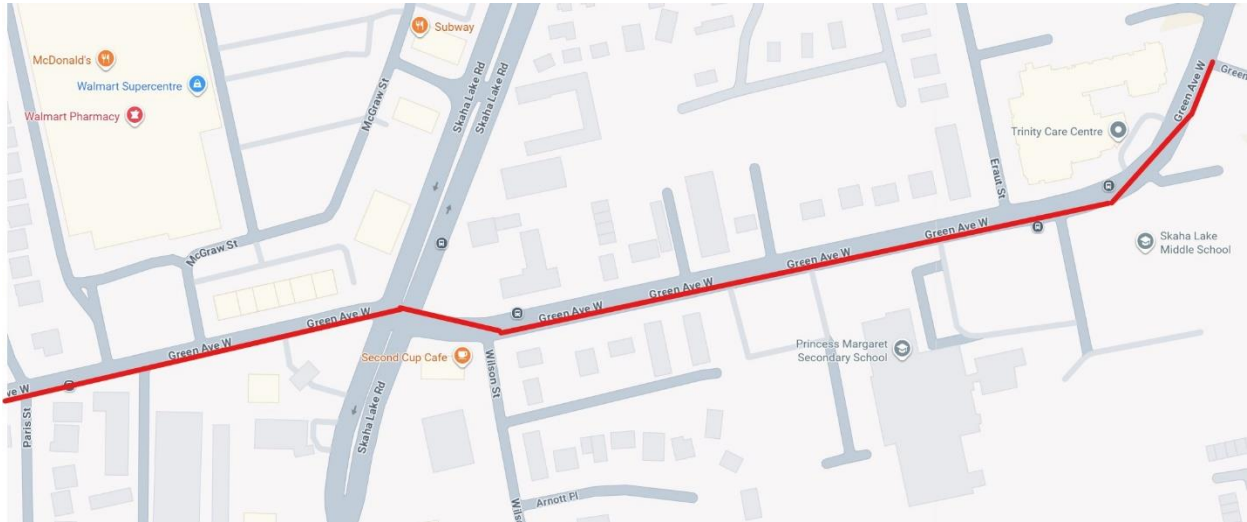 Subway
McDonald's
Walmart Supercentre
Walmart Pharmacy
McGraw St
Skaha Lake Rd
Skaha Lake Rd
Green Ave W
Green
Trinity Care Centre
Eraut St
Skaha Lake
Middle School
McGraw St
Green Ave W
Green Ave W
Green Ave W
Green Ave W
Green Ave W
Green Ave W
Second Cup Cafe
Wilson St
Princess Margaret
Secondary School
ve W
Paris St
Skaha Lake Rd
Wils
Arnott Pl